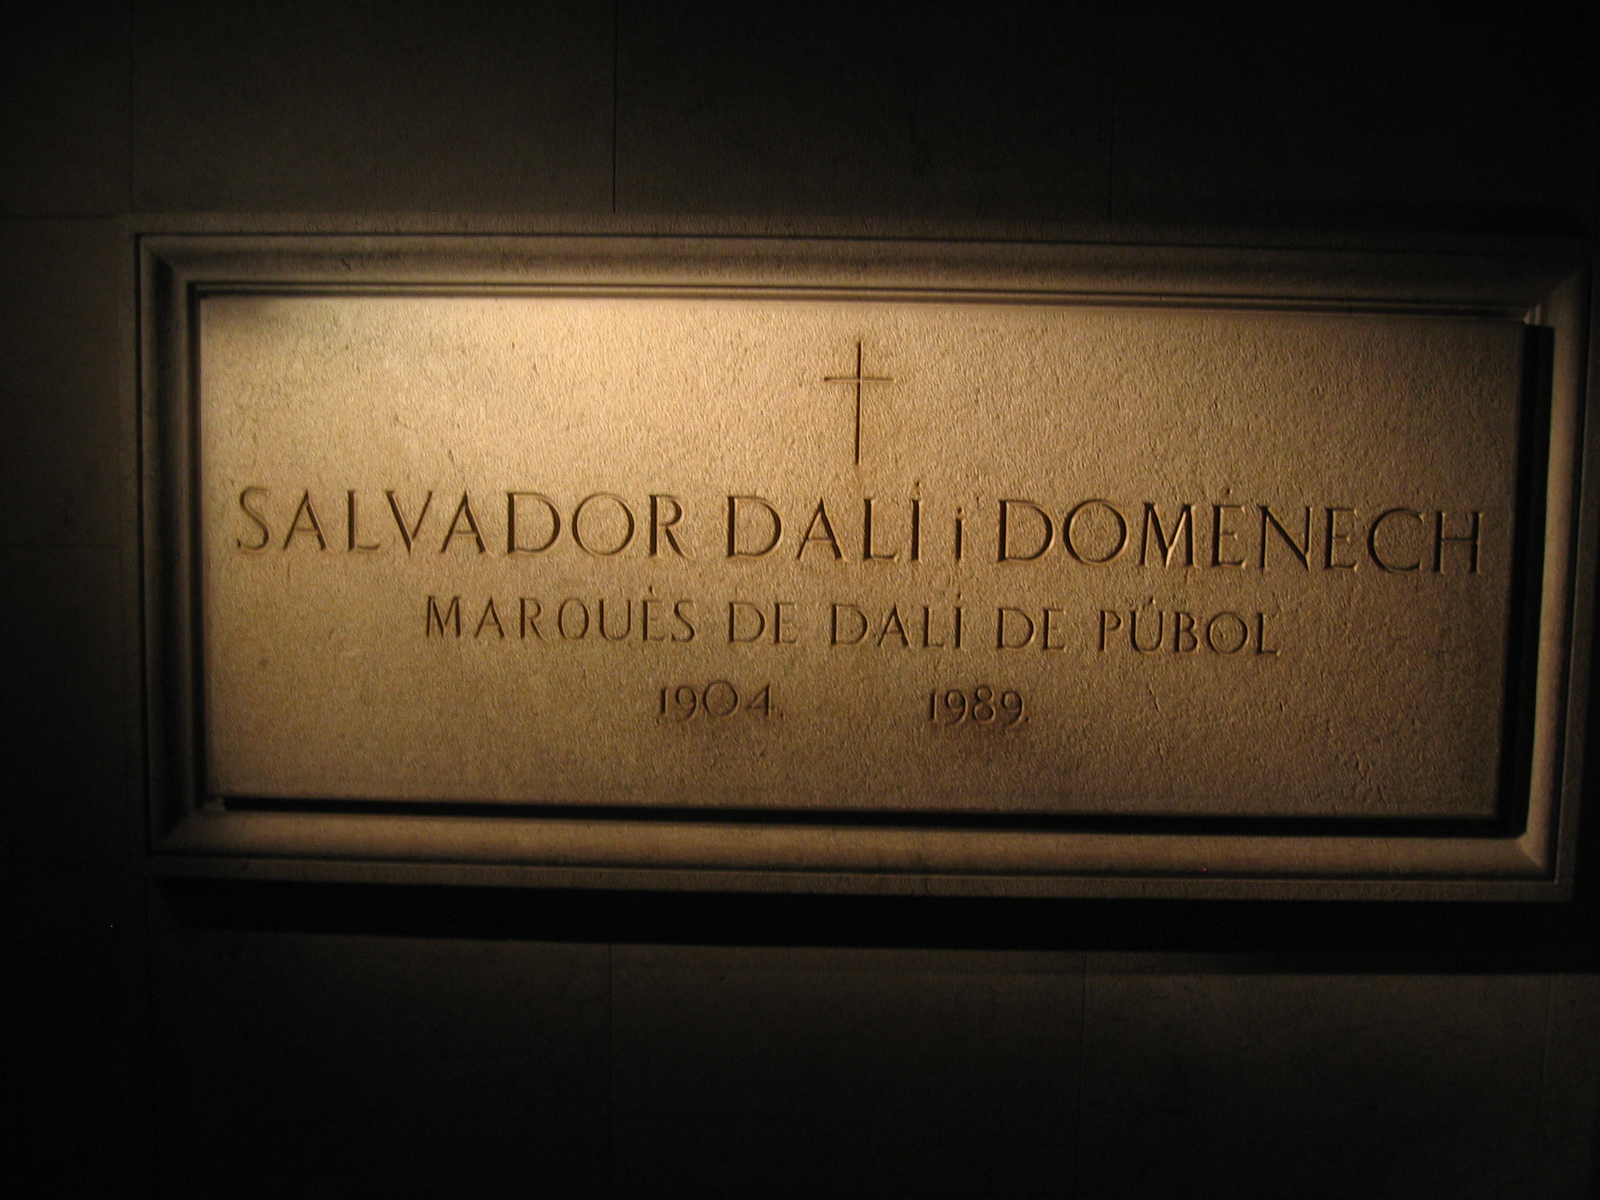 SALVADOR DALÍ i DOMÈNECH
MARQUÈS DE DALÍ DE PÚBOL
1904. 1989.